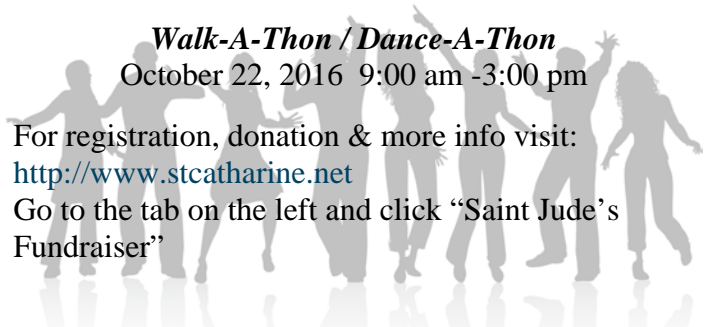 Walk-A-Thon / Dance-A-Thon
October 22, 2016  9:00 am -3:00 pm
For registration, donation & more info visit:
http://www.stcatharine.net
Go to the tab on the left and click “Saint Jude’s
Fundraiser”